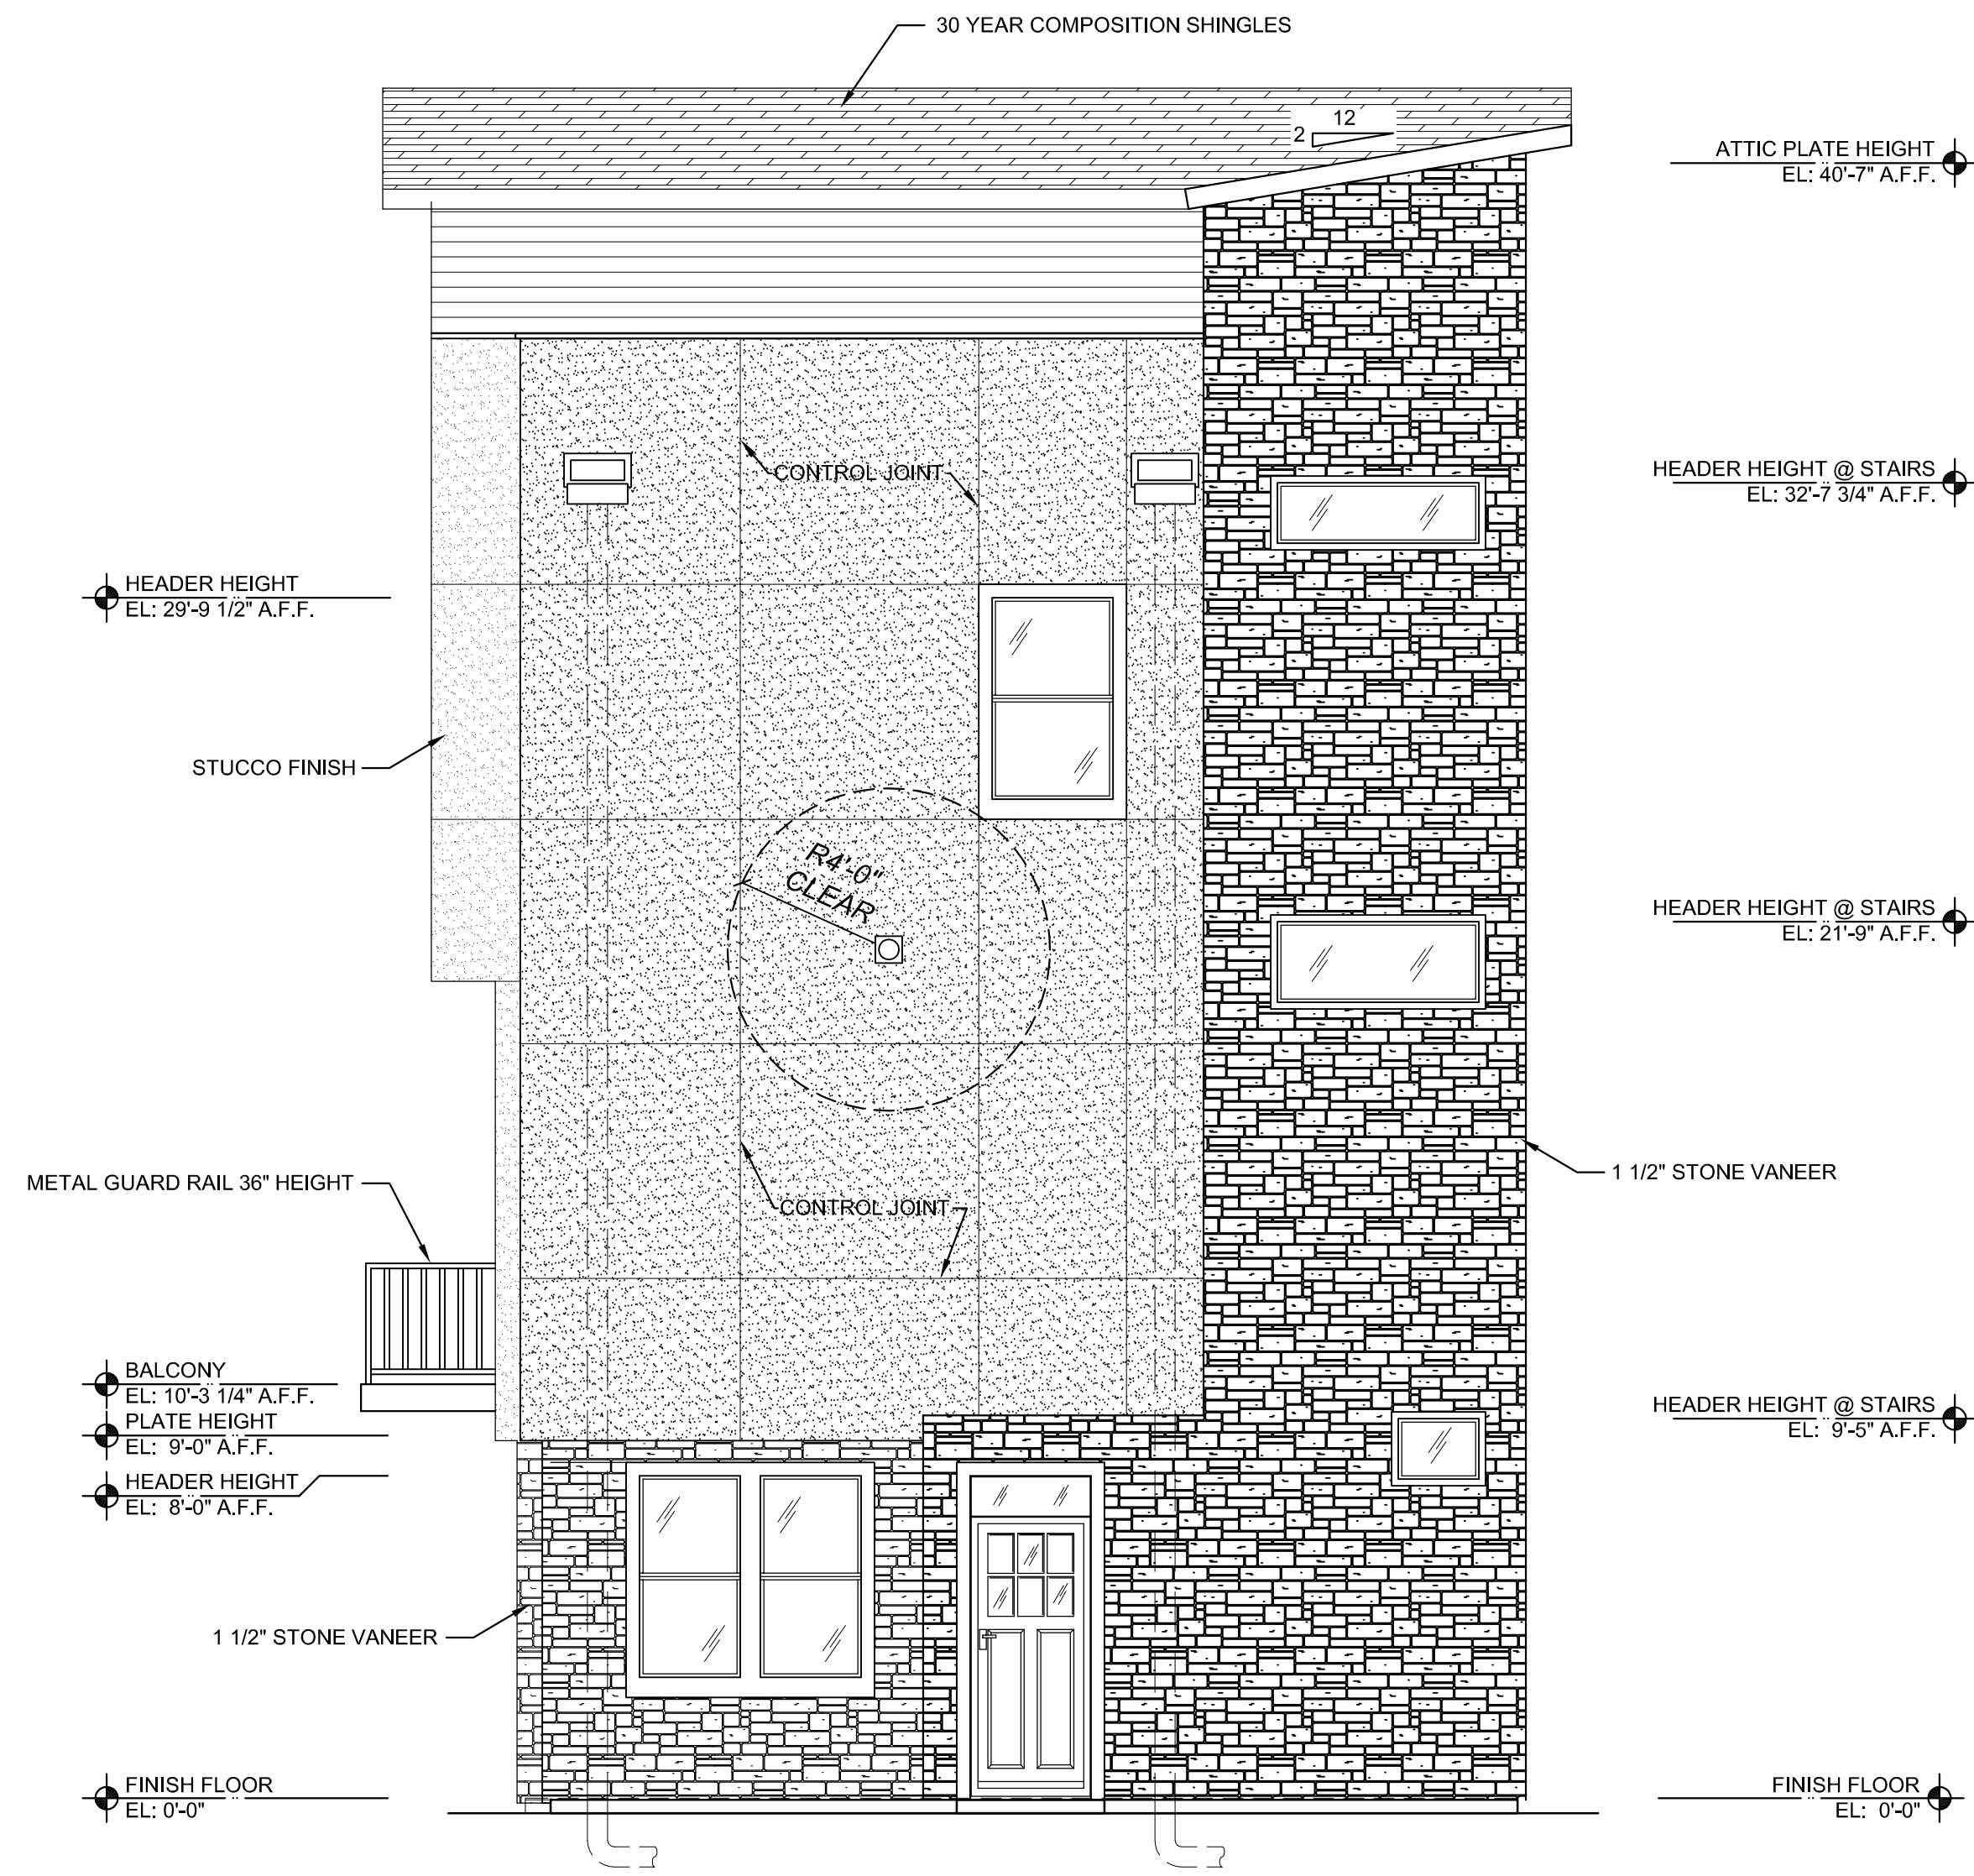 30 YEAR COMPOSITION SHINGLES
12
2
ATTIC PLATE HEIGHT
EL: 40'-7" A.F.F.
CONTROL JOINT
HEADER HEIGHT @ STAIRS
EL: 32'-7 3/4" A.F.F.
HEADER HEIGHT
EL: 29'-9 1/2" A.F.F.
STUCCO FINISH
R4'-0"
CLEAR
HEADER HEIGHT @ STAIRS
EL: 21'-9" A.F.F.
METAL GUARD RAIL 36" HEIGHT
1 1/2" STONE VANEER
CONTROL JOINT
BALCONY
EL: 10'-3 1/4" A.F.F.
PLATE HEIGHT
EL: 9'-0" A.F.F.
HEADER HEIGHT
EL: 8'-0" A.F.F.
HEADER HEIGHT @ STAIRS
EL: 9'-5" A.F.F.
1 1/2" STONE VANEER
FINISH FLOOR
EL: 0'-0"
FINISH FLOOR
EL: 0'-0"